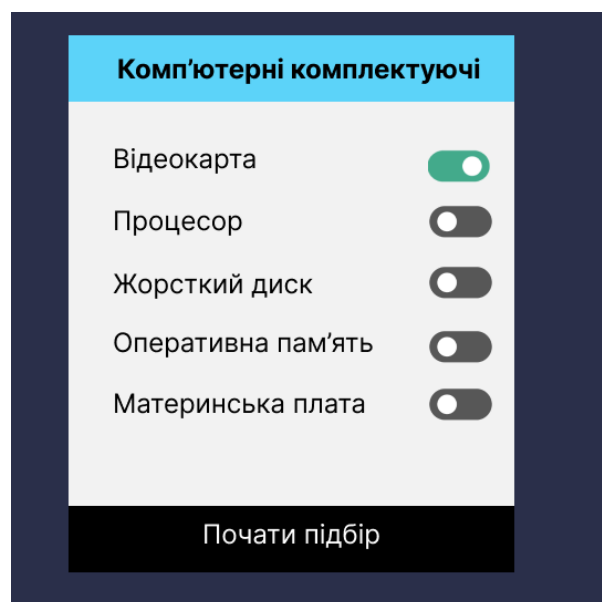 Комп’ютерні комплектуючі
Відеокарта
Процесор
Жорсткий диск
Оперативна пам’ять
Материнська плата
Почати підбір